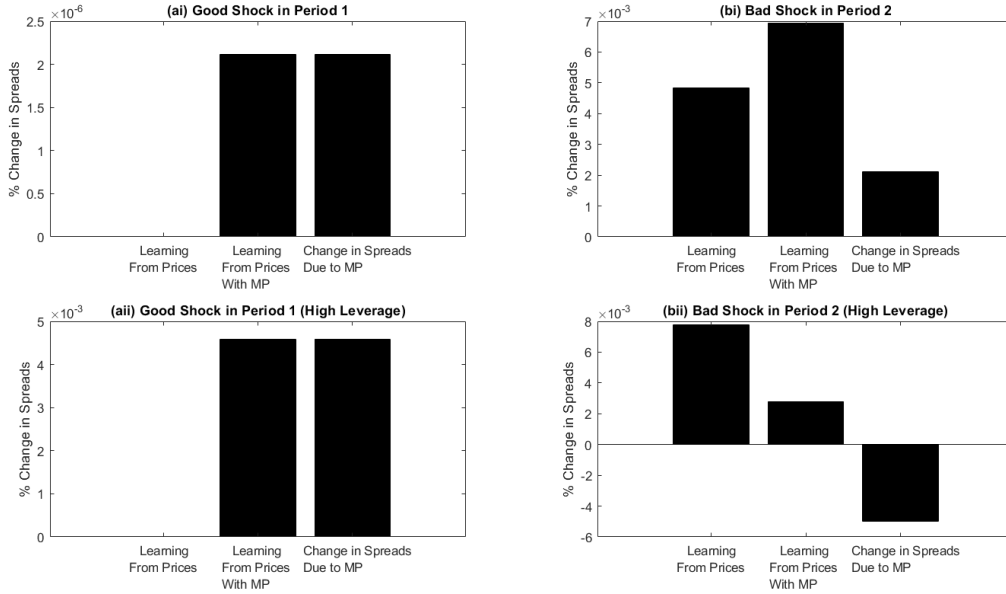 (ai) Good Shock in Period 1
×10-6
% Change in Spreads
2.5
2
1.5
1
0.5
0
Learning
From Prices
Learning
From Prices
With MP
Change in Spreads
Due to MP
(bi) Bad Shock in Period 2
×10-3
% Change in Spreads
7
6
5
4
3
2
1
0
Learning
From Prices
Learning
From Prices
With MP
Change in Spreads
Due to MP
(aii) Good Shock in Period 1 (High Leverage)
×10-3
% Change in Spreads
5
4
3
2
1
0
Learning
From Prices
Learning
From Prices
With MP
Change in Spreads
Due to MP
(bii) Bad Shock in Period 2 (High Leverage)
×10-3
% Change in Spreads
8
6
4
2
0
-2
-4
-6
Learning
From Prices
Learning
From Prices
With MP
Change in Spreads
Due to MP